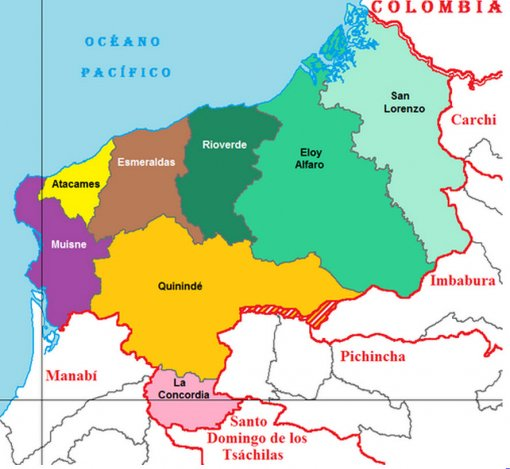 COLOMBIA
OCÉANO
PACÍFICO
San
Lorenzo
Carchi
Rioverde
Esmeraldas
Eloy
Alfaro
Atacames
Muisne
Imbabura
Quinindé
Pichincha
Manabí
La
Concordia
Santo
Domingo de los
Tsáchilas